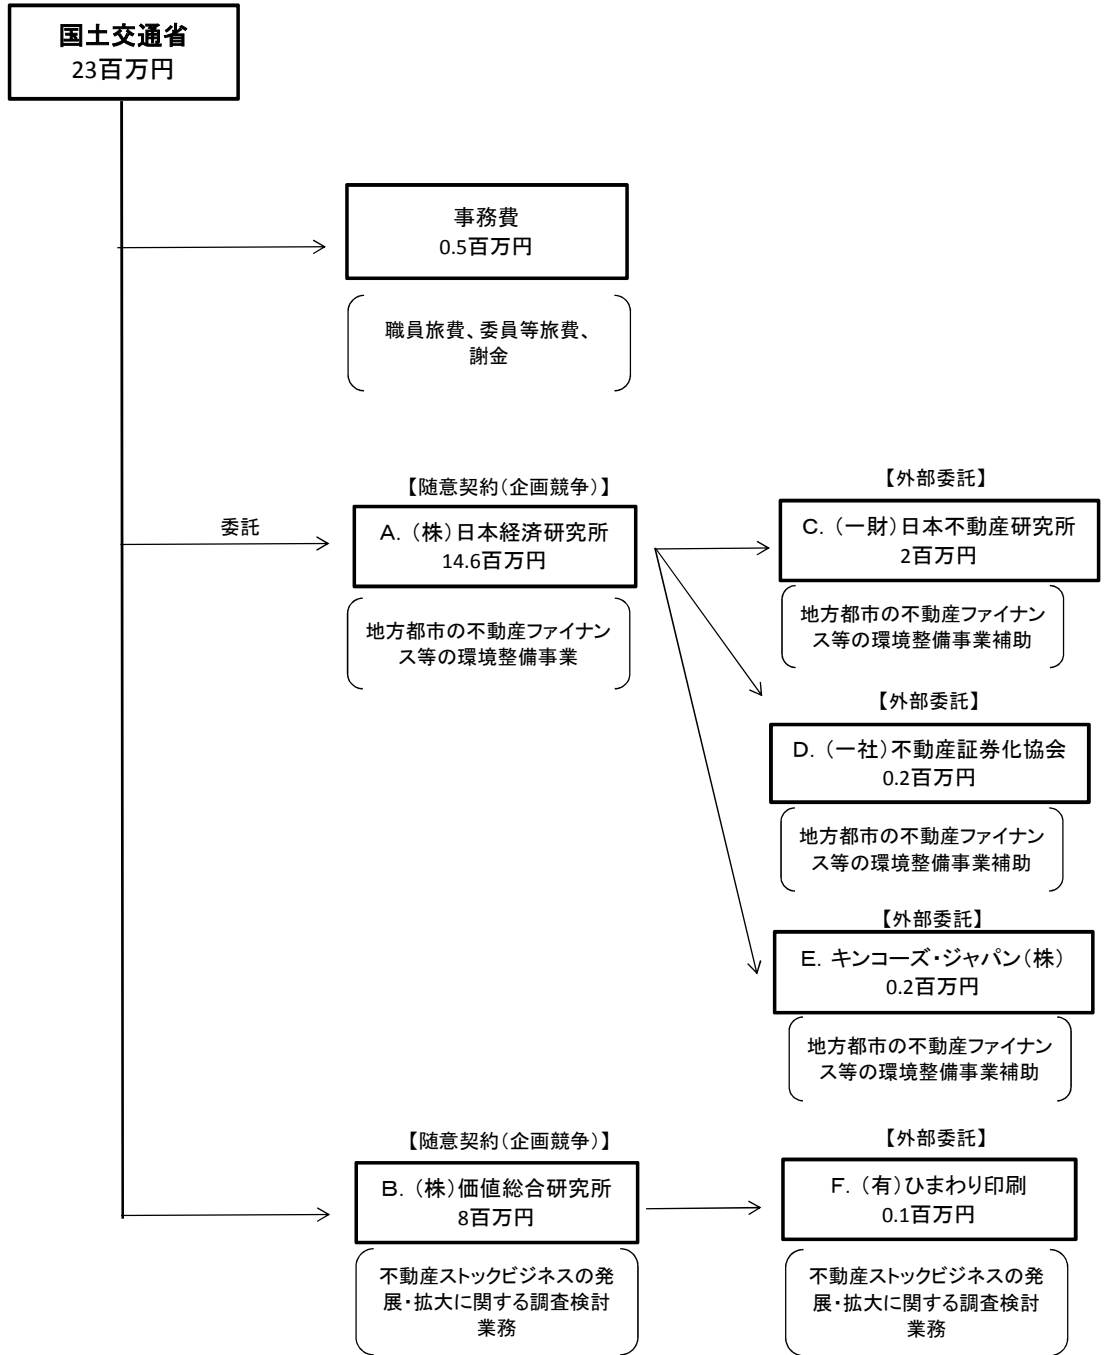 国土交通省
23百万円
事務費
0.5百万円
職員旅費、委員等旅費、
謝金
【随意契約(企画競争)】
委託
A. (株)日本経済研究所
14.6百万円
地方都市の不動産ファイナン
ス等の環境整備事業
【外部委託】
C. (一財)日本不動産研究所
2百万円
地方都市の不動産ファイナン
ス等の環境整備事業補助
【外部委託】
D. (一社)不動産証券化協会
0.2百万円
地方都市の不動産ファイナン
ス等の環境整備事業補助
【外部委託】
E. キンコーズ・ジャパン(株)
0.2百万円
地方都市の不動産ファイナン
ス等の環境整備事業補助
【随意契約(企画競争)】
B. (株)価値総合研究所
8百万円
不動産ストックビジネスの発
展・拡大に関する調査検討
業務
【外部委託】
F. (有)ひまわり印刷
0.1百万円
不動産ストックビジネスの発
展・拡大に関する調査検討
業務